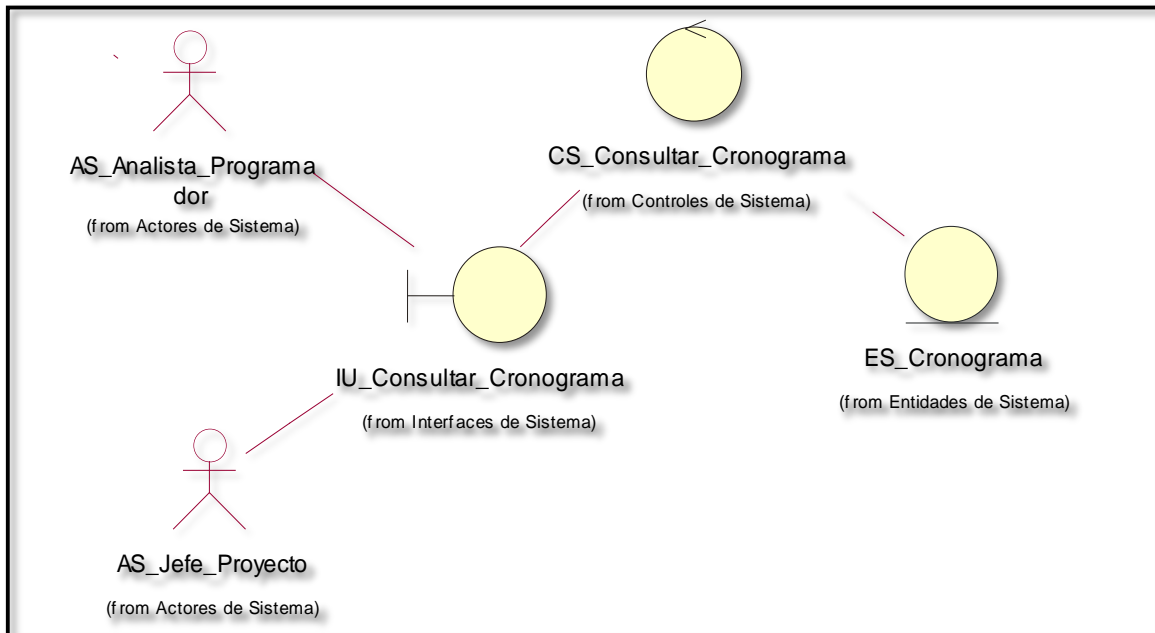 AS_Analista_Programa
dor
(from Actores de Sistema)
CS_Consultar_Cronograma
(from Controles de Sistema)
IU_Consultar_Cronograma
(from Interfaces de Sistema)
ES_Cronograma
(from Entidades de Sistema)
AS_Jefe_Proyecto
(from Actores de Sistema)